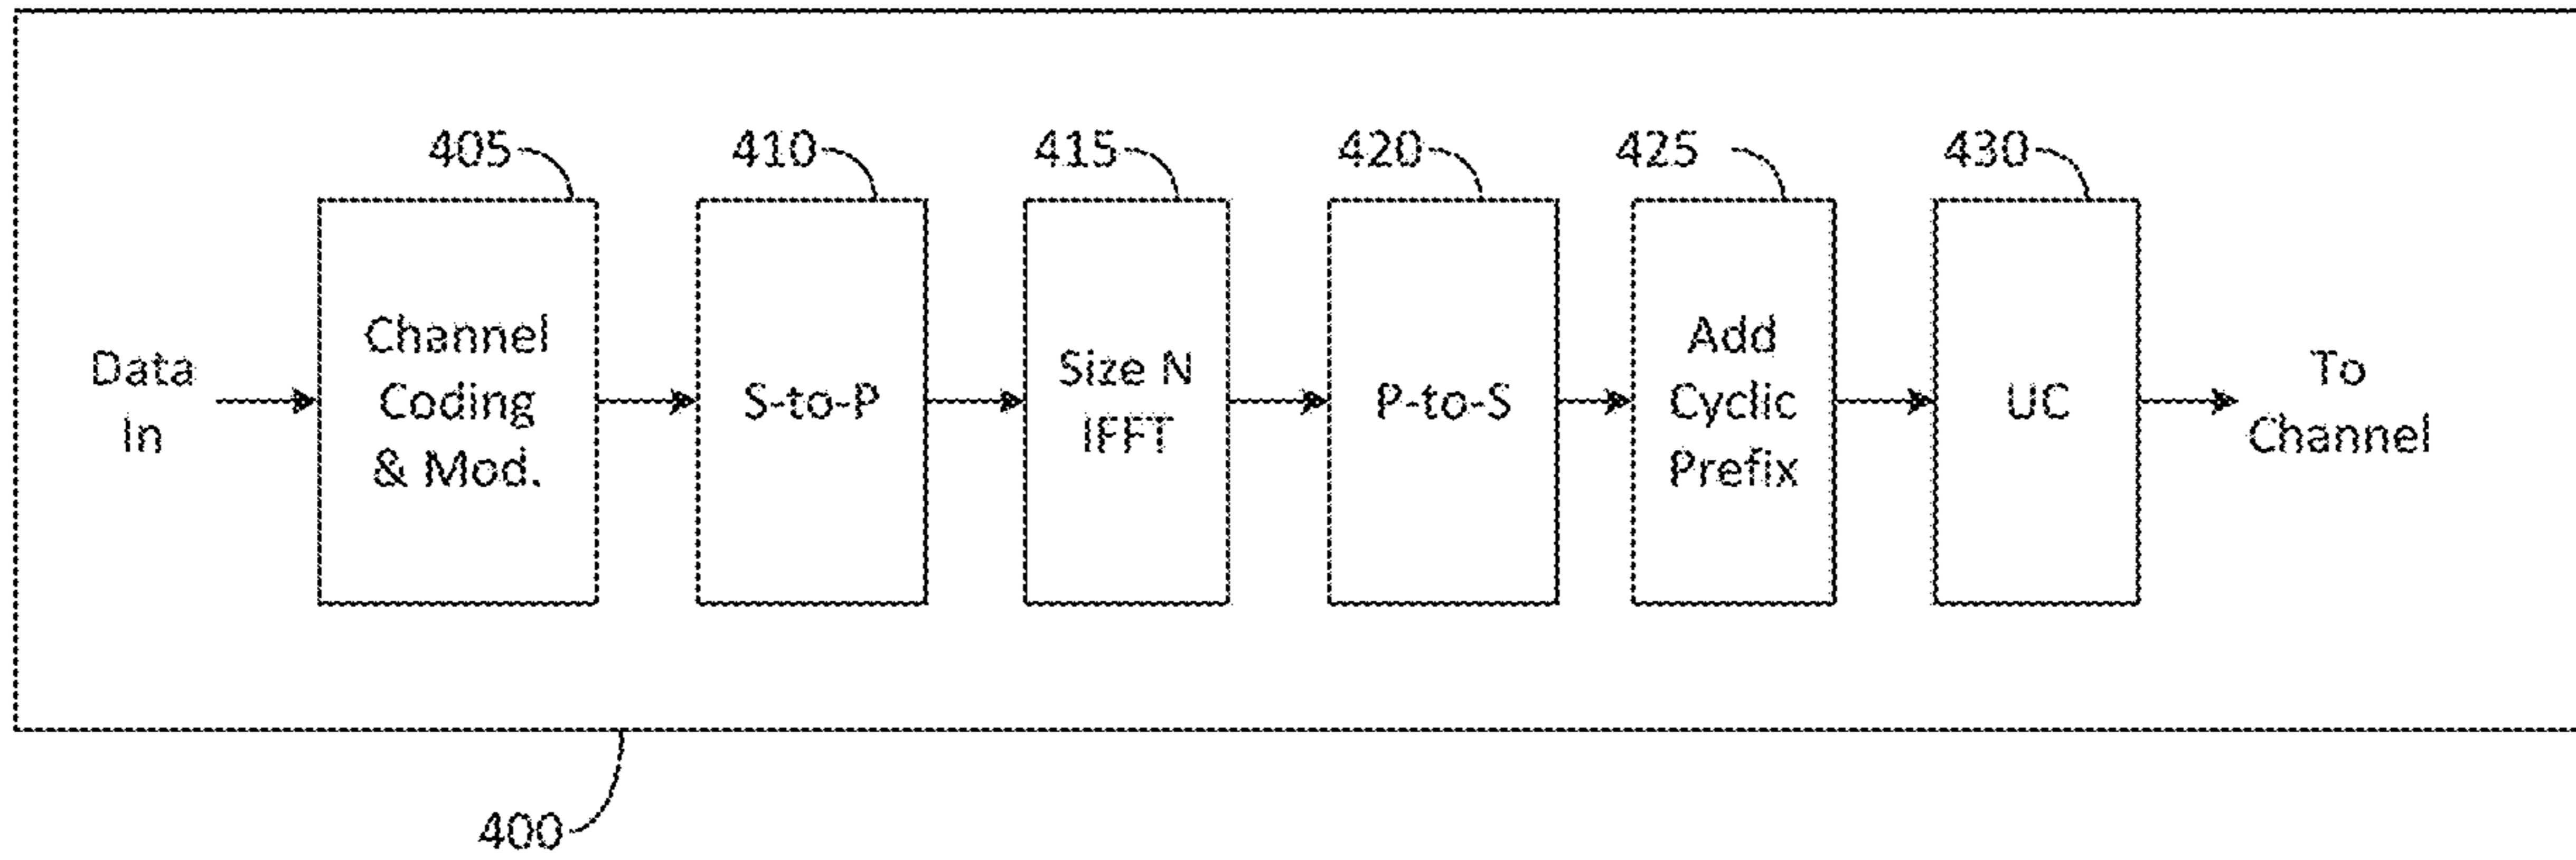 405
410
415
420
425
430
Data
In
Channel
Coding
& Mod.
S-to-P
Size N
IFFT
P-to-S
Add
Cyclic
Prefix
UC
To
Channel
400